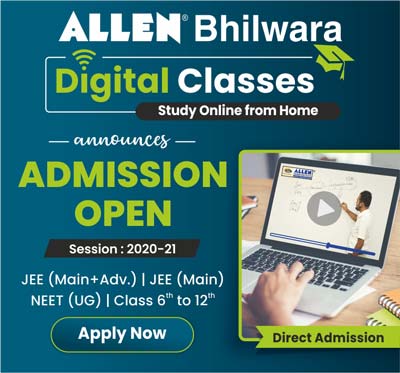 ALLEN® Bhilwara
Digital Classes
Study Online from Home
announces
ADMISSION
OPEN
Session : 2020-21
JEE (Main+Adv.) | JEE (Main)
NEET (UG) | Class 6th to 12th
Apply Now
ALLEN
Direct Admission